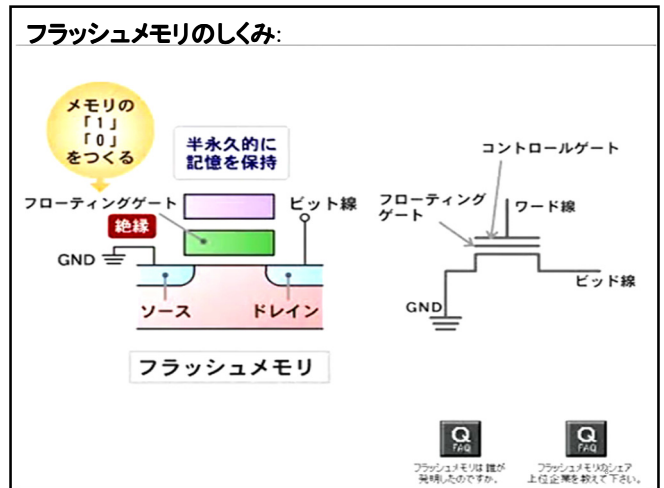 フラッシュメモリのしくみ:
メモリの
「1」
「0」
をつくる
半永久的に
記憶を保持
フローティングゲート
ビット線
絶縁
GND
ソース
ドレイン
フラッシュメモリ
コントロールゲート
フローティング
ゲート
ワード線
ビッド線
GND
Q
FAQ
フラッシュメモリは誰が
発明したのですか。
Q
FAQ
フラッシュメモリのシェア
上位企業を教えて下さい。